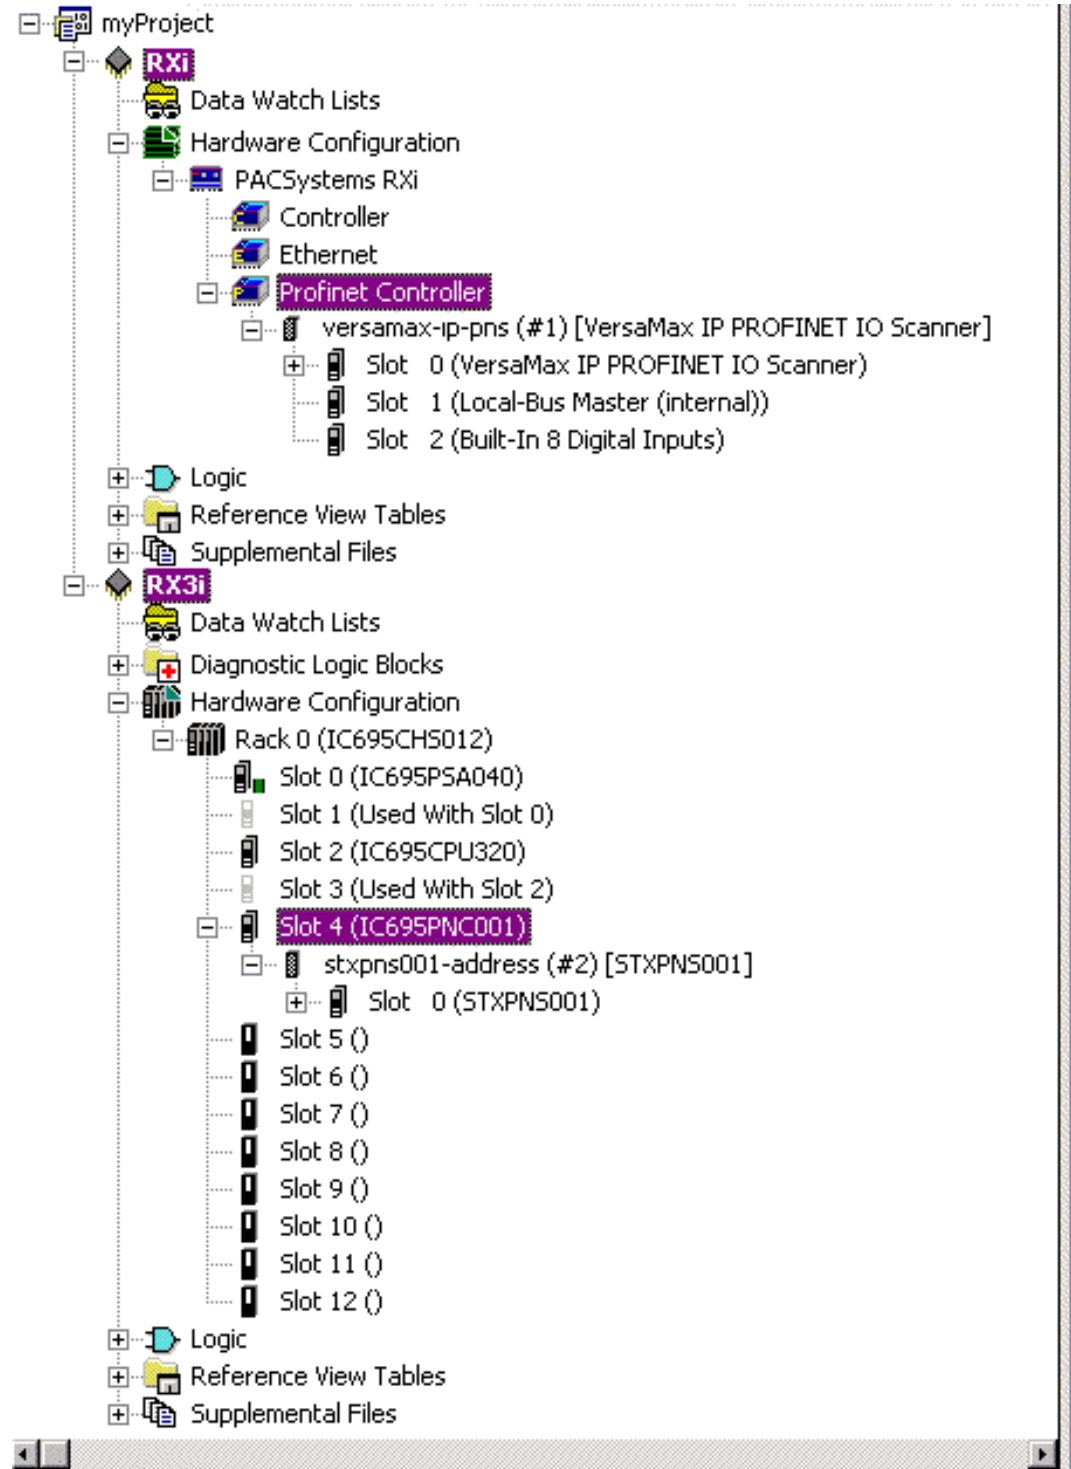 myProject
RXi
Data Watch Lists
Hardware Configuration
PACSystems RXi
Controller
Ethernet
Profinet Controller
versamax-ip-pns (#1) [VersaMax IP PROFINET IO Scanner]
Slot 0 (VersaMax IP PROFINET IO Scanner)
Slot 1 (Local-Bus Master (internal))
Slot 2 (Built-In 8 Digital Inputs)
Logic
Reference View Tables
Supplemental Files
RX3i
Data Watch Lists
Diagnostic Logic Blocks
Hardware Configuration
Rack 0 (IC695CHS012)
Slot 0 (IC695PSA040)
Slot 1 (Used With Slot 0)
Slot 2 (IC695CPU320)
Slot 3 (Used With Slot 2)
Slot 4 (IC695PNC001)
stxpns001-address (#2) [STXPNS001]
Slot 0 (STXPNS001)
Slot 5 ()
Slot 6 ()
Slot 7 ()
Slot 8 ()
Slot 9 ()
Slot 10 ()
Slot 11 ()
Slot 12 ()
Logic
Reference View Tables
Supplemental Files